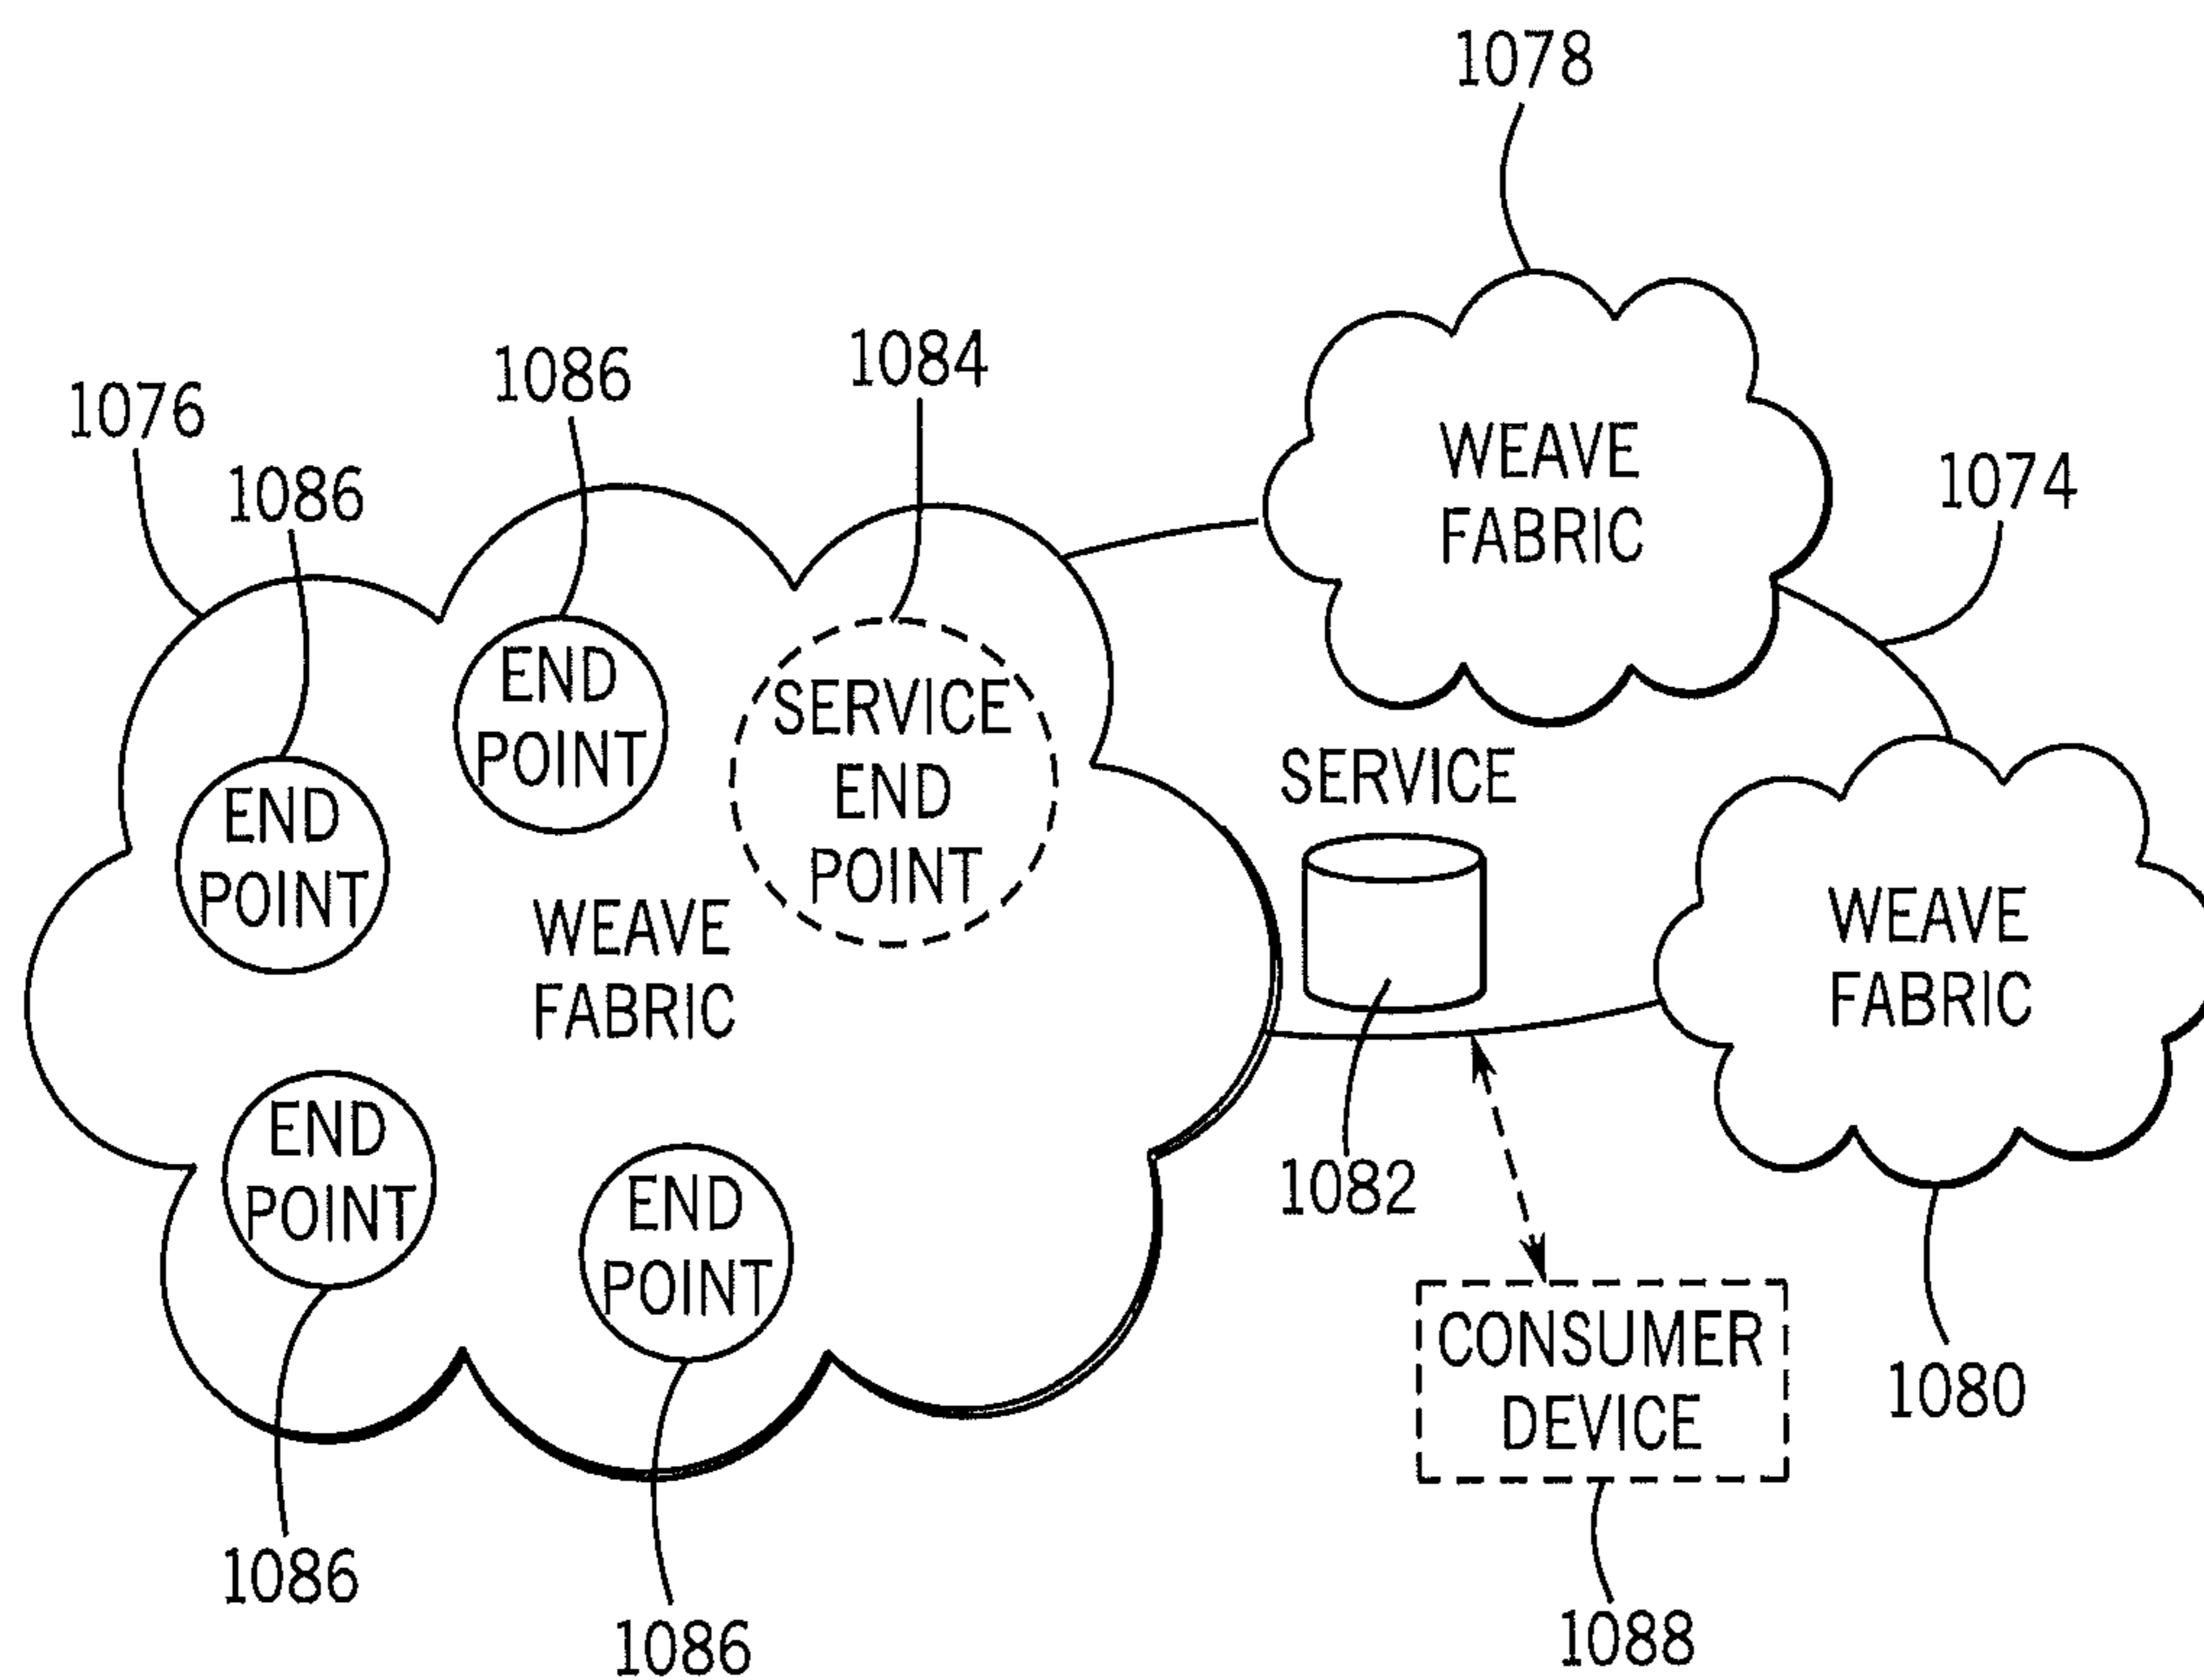 1078
1086
1084
1076
1086
WEAVE
FABRIC
1074
END
POINT
SERVICE
END
POINT
SERVICE
END
POINT
WEAVE
FABRIC
WEAVE
FABRIC
END
POINT
END
POINT
1082
CONSUMER
DEVICE
1080
1086
1086
1088